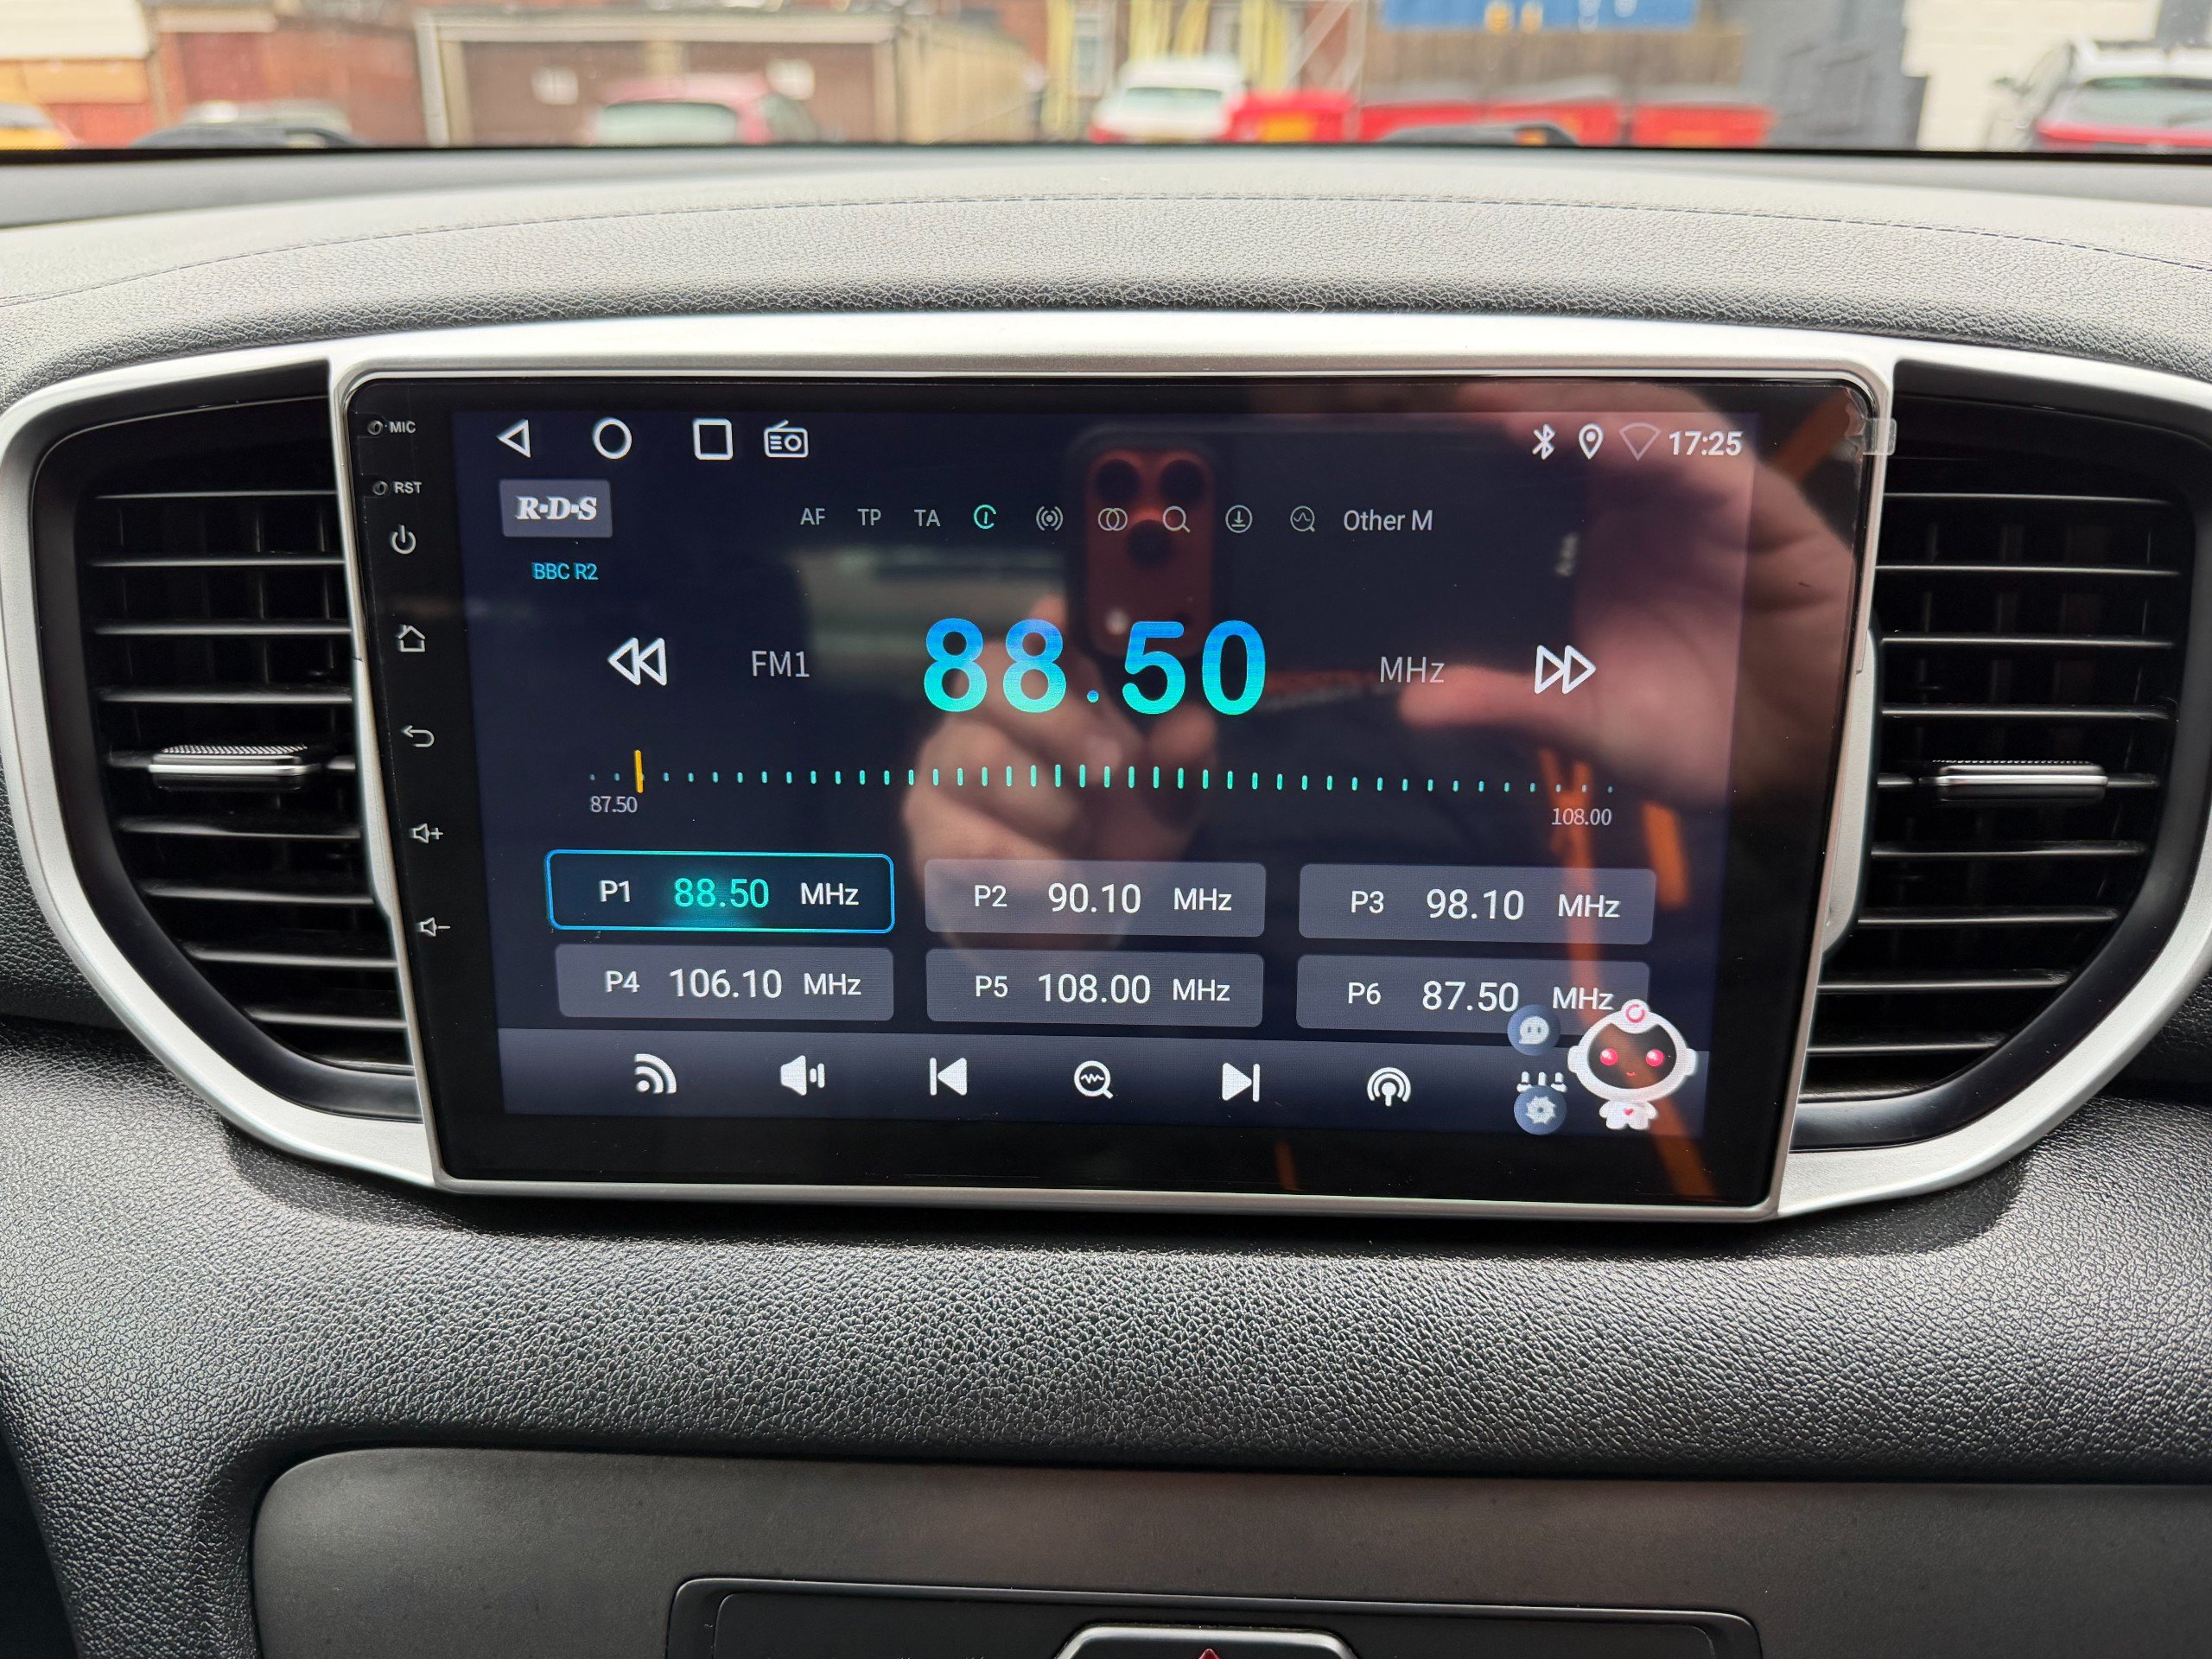 MIC
17:25
RST
R·D·S
AF TP TA Other M
BBC R2
FM1 88.50 MHz
87.50 108.00
P1 88.50 MHz P2 90.10 MHz P3 98.10 MHz
P4 106.10 MHz P5 108.00 MHz P6 87.50 MHz